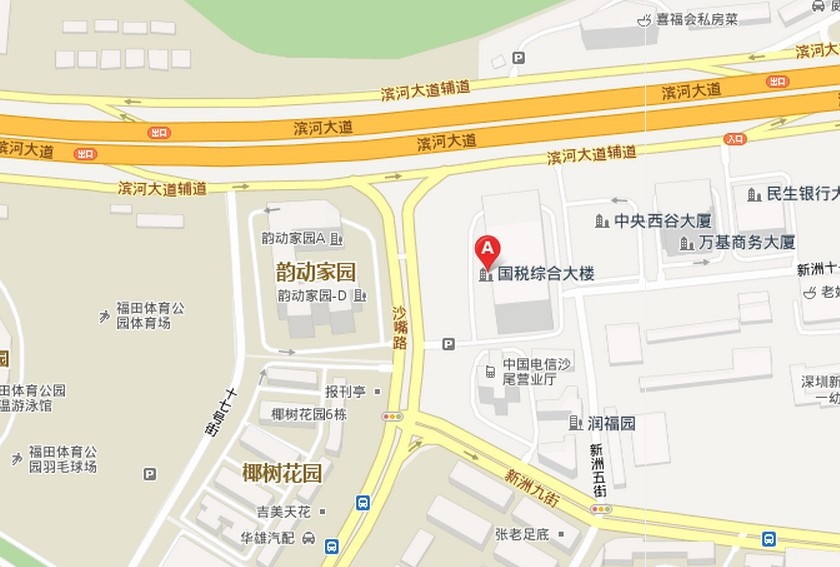 喜福会私房菜
P
滨河大道
滨河大道辅道
出口
滨河大道
滨河大道
出口
滨河大道
滨河大道
出口
入口
滨河大道辅道
滨河大道辅道
民生银行大
韵动家园A
中央西谷大厦
万基商务大厦
A
国税综合大楼
韵动家园
韵动家园-D
新洲十
老
福田体育公
园体育场
沙嘴路
P
园
中国电信沙
尾营业厅
深圳新
一幼
田体育公园
温游泳馆
报刊亭
十七号街
椰树花园6栋
润福园
福田体育公
园羽毛球场
P
椰树花园
新洲五街
新洲九街
吉美天花
华雄汽配
张老足底